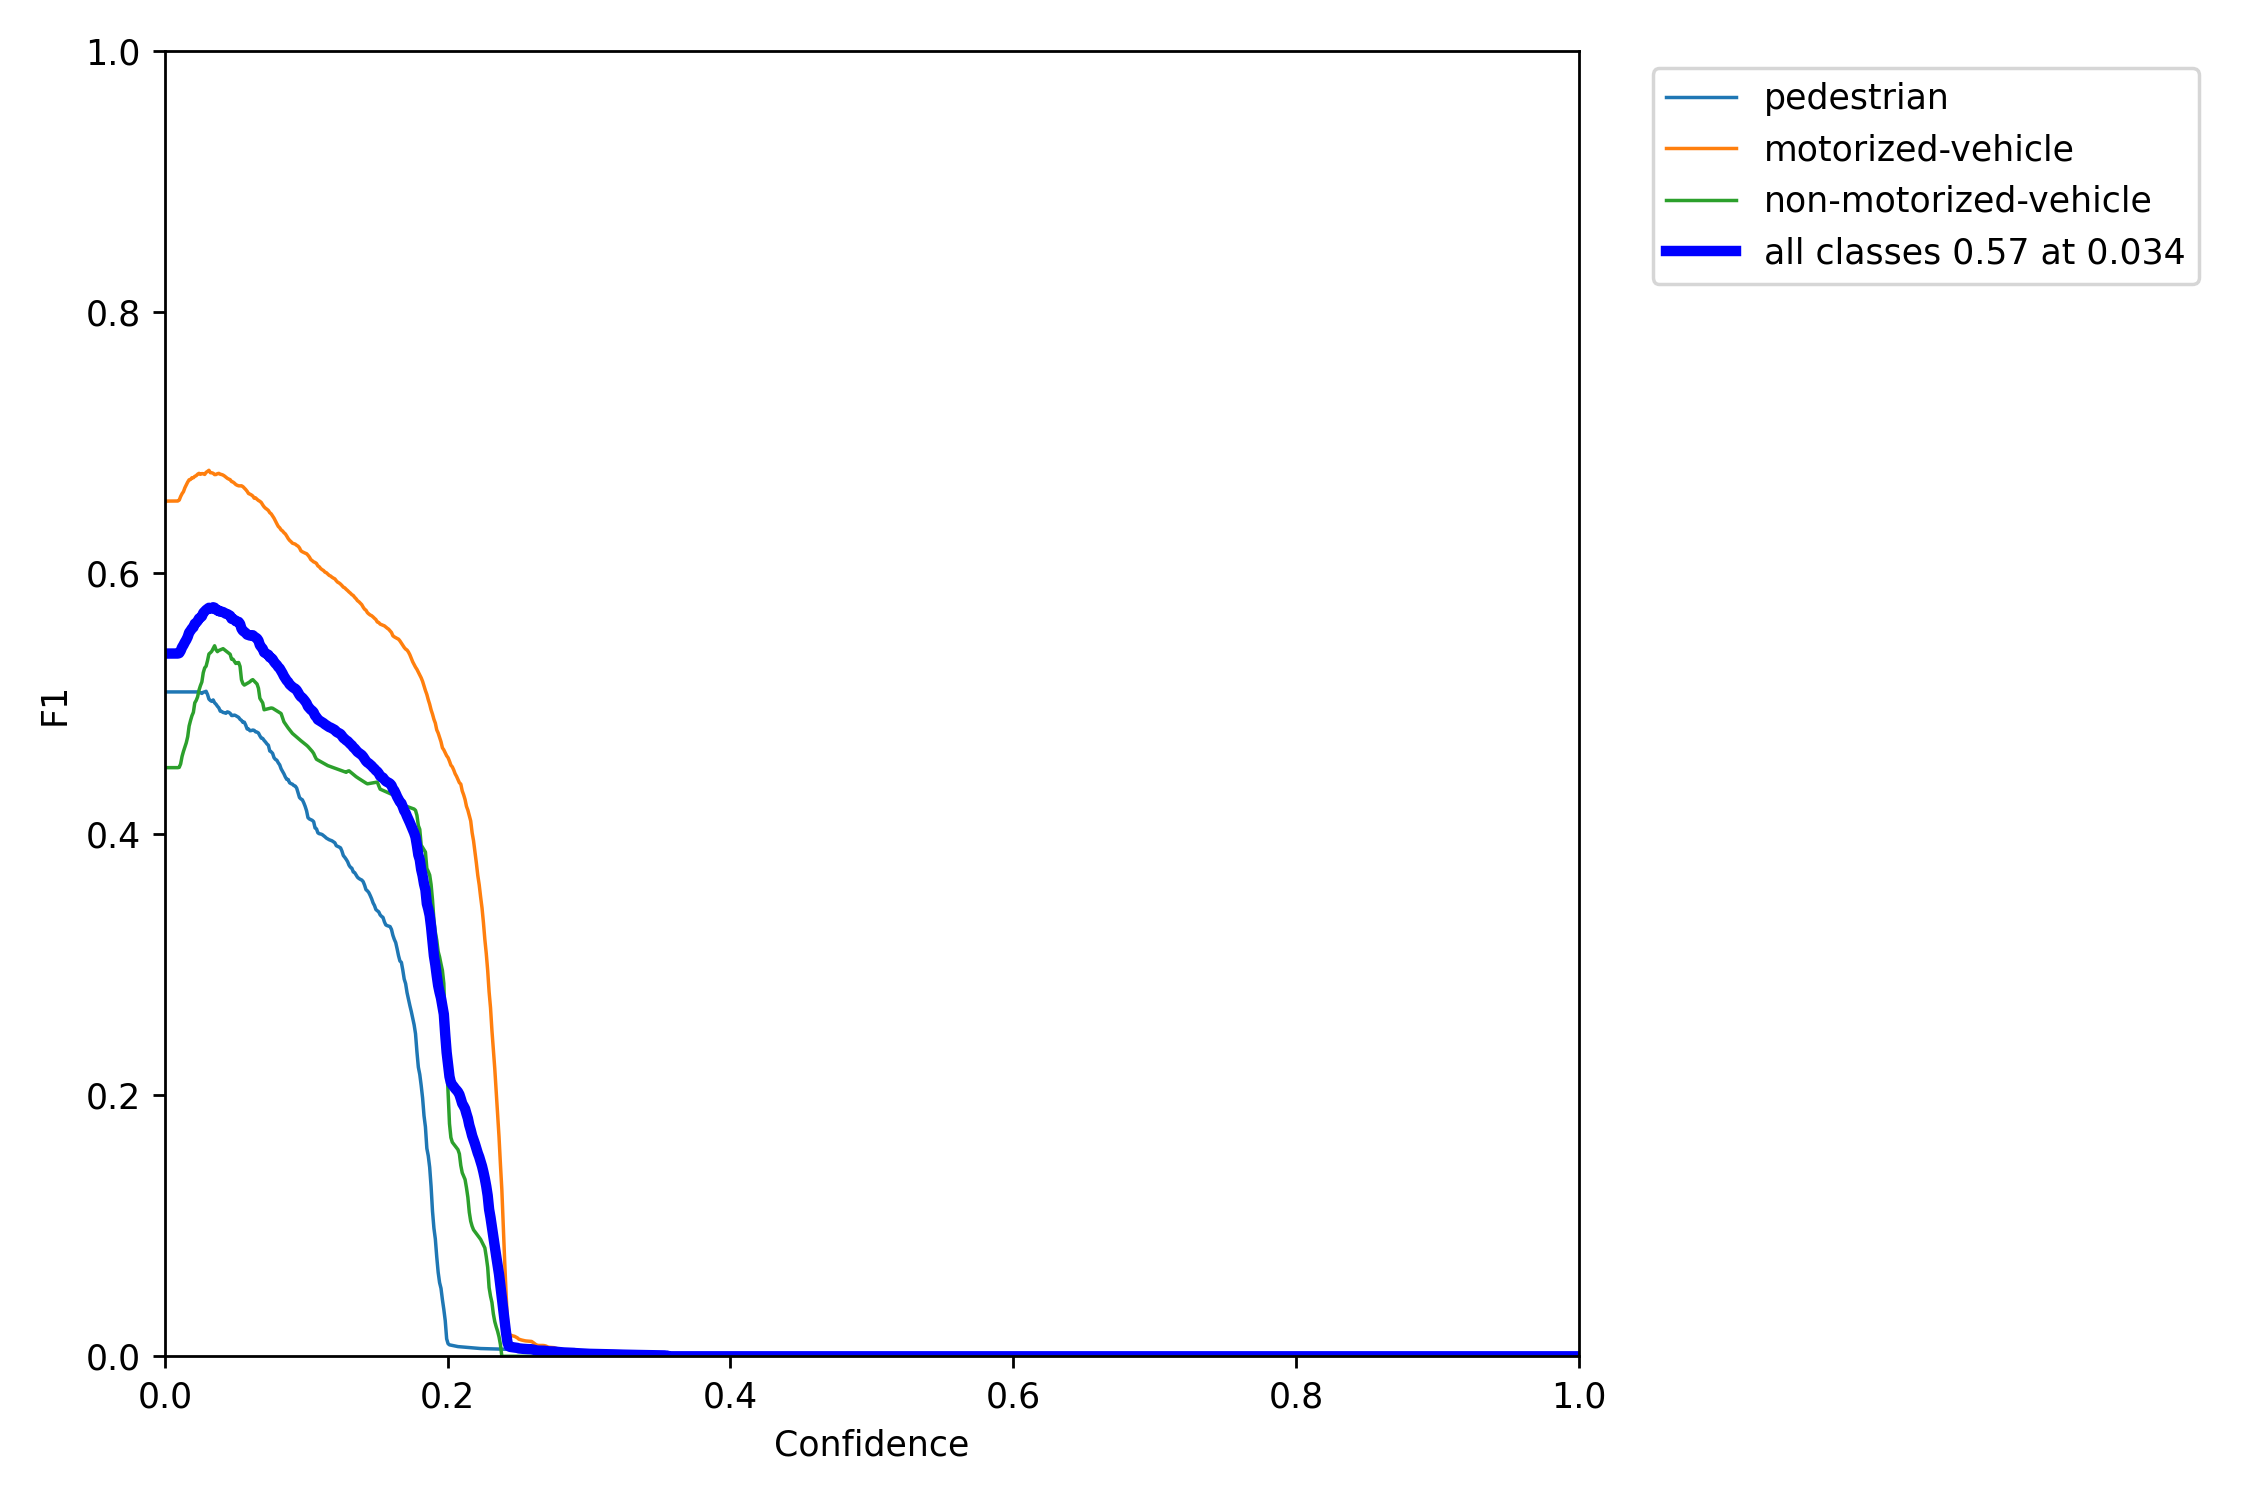 1.0
0.8
0.6
0.4
0.2
0.0
F1
0.0 0.2 0.4 0.6 0.8 1.0
Confidence
pedestrian
motorized-vehicle
non-motorized-vehicle
all classes 0.57 at 0.034